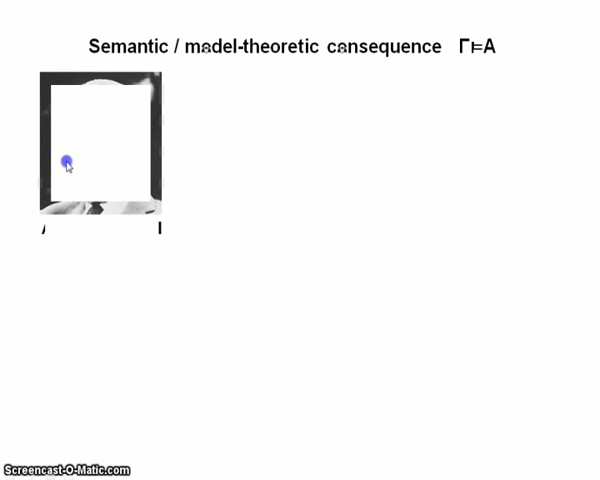 Semantic / model-theoretic consequence Γ⊨A
Screencast-O-Matic.com